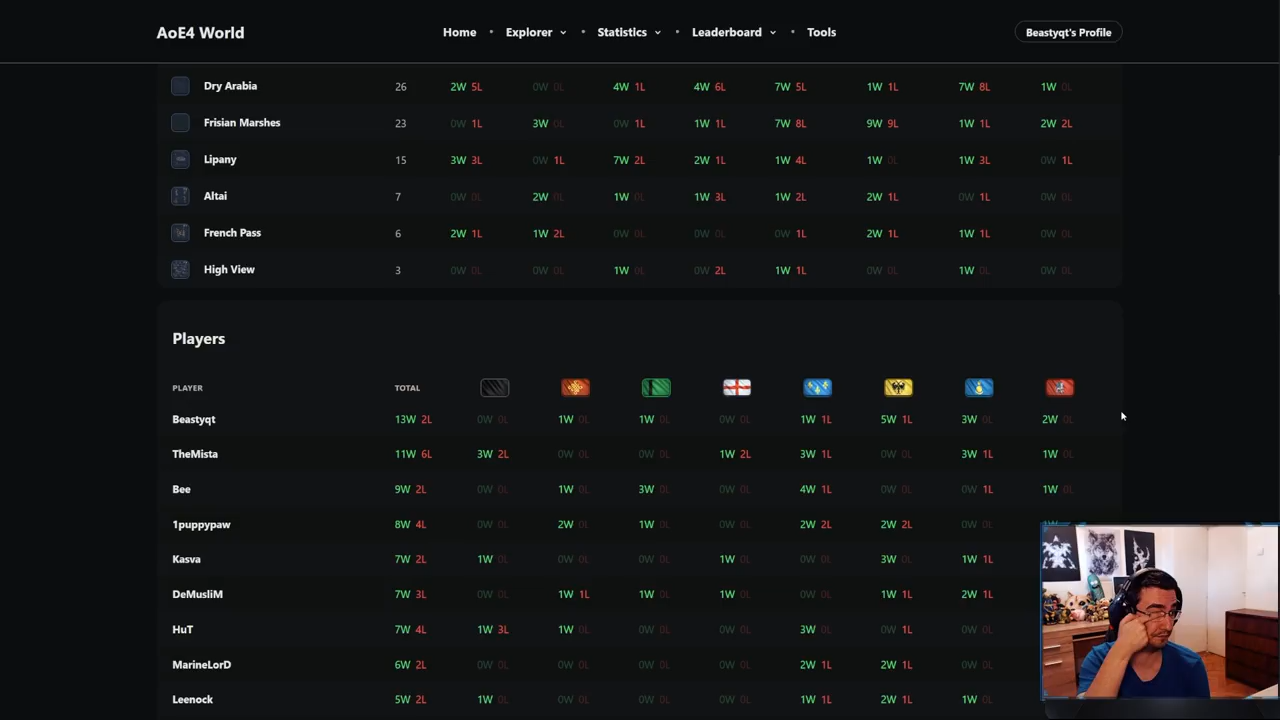 AoE4 World Home • Explorer • Statistics • Leaderboard • Tools Beastyqt's Profile
Dry Arabia 26 2W 5L 0W 0L 4W 1L 4W 6L 7W 5L 1W 1L 7W 8L 1W 0L
Frisian Marshes 23 0W 1L 3W 0L 0W 1L 1W 1L 7W 8L 9W 9L 1W 1L 2W 2L
Lipany 15 3W 3L 0W 1L 7W 2L 2W 1L 1W 4L 1W 0L 1W 3L 0W 1L
Altai 7 0W 0L 2W 0L 1W 0L 1W 3L 1W 2L 2W 1L 0W 1L 0W 0L
French Pass 6 2W 1L 1W 2L 0W 0L 0W 0L 0W 1L 2W 1L 1W 1L 0W 0L
High View 3 0W 0L 0W 0L 1W 0L 0W 2L 1W 1L 0W 0L 1W 0L 0W 0L
Players
PLAYER TOTAL
Beastyqt 13W 2L 0W 0L 1W 0L 1W 0L 0W 0L 1W 1L 5W 1L 3W 0L 2W 0L
TheMista 11W 6L 3W 2L 0W 0L 0W 0L 1W 2L 3W 1L 0W 0L 3W 1L 1W 0L
Bee 9W 2L 0W 0L 1W 0L 3W 0L 0W 0L 4W 1L 0W 0L 0W 1L 1W 0L
1puppypaw 8W 4L 0W 0L 2W 0L 1W 0L 0W 0L 2W 2L 2W 2L 0W 0L
Kasva 7W 2L 1W 0L 0W 0L 0W 0L 1W 0L 0W 0L 3W 0L 1W 1L
DeMusliM 7W 3L 0W 0L 1W 1L 1W 0L 1W 0L 0W 0L 1W 1L 2W 1L
HuT 7W 4L 1W 3L 1W 0L 0W 0L 0W 0L 3W 0L 0W 1L 0W 0L
MarineLorD 6W 2L 0W 0L 0W 0L 0W 0L 0W 0L 2W 1L 2W 1L 0W 0L
Leenock 5W 2L 1W 0L 0W 0L 0W 0L 0W 0L 1W 1L 2W 1L 1W 0L